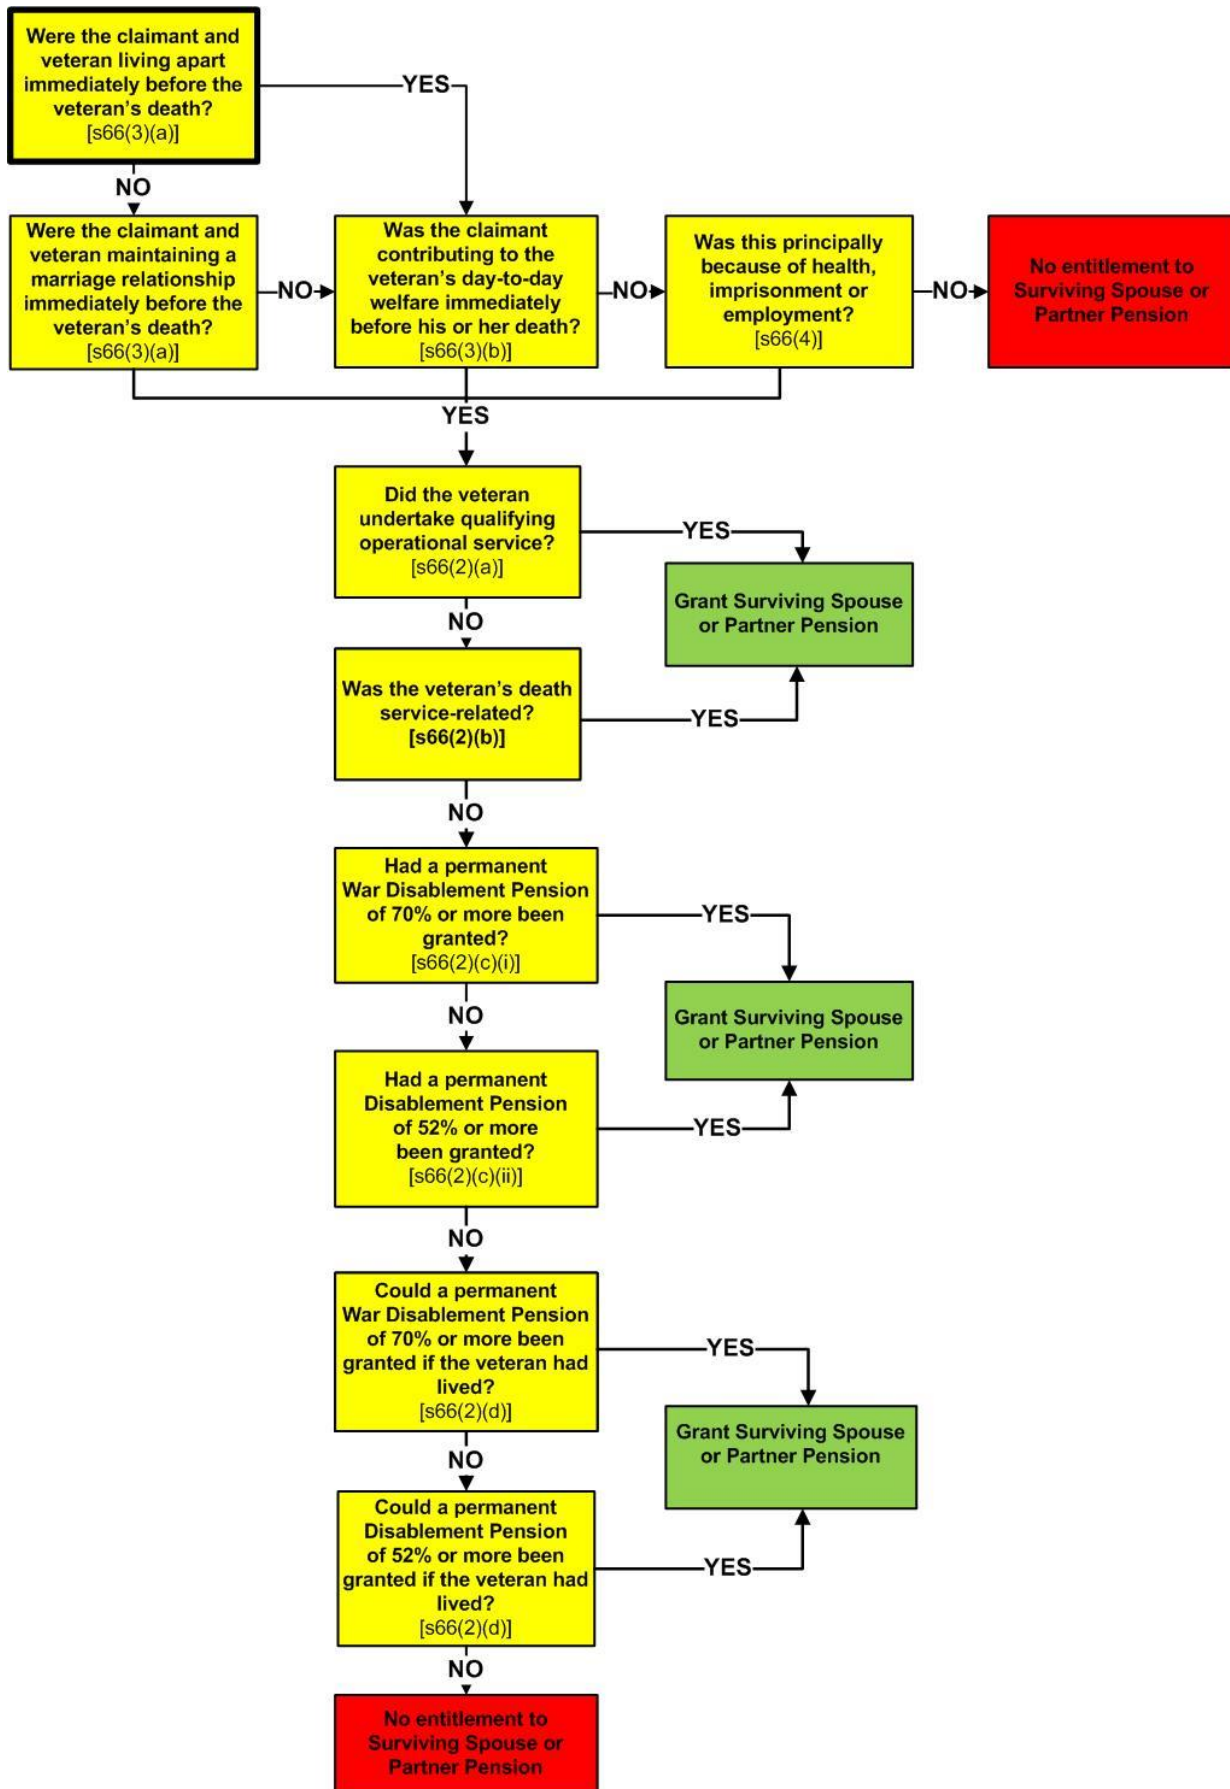 Were the claimant and
veteran living apart
immediately before the
veteran's death?
[s66(3)(a)]
YES
NO
Were the claimant and
veteran maintaining a
marriage relationship
immediately before the
veteran's death?
[s66(3)(a)]
NO
Was the claimant
contributing to the
veteran's day-to-day
welfare immediately
before his or her death?
[s66(3)(b)]
NO
Was this principally
because of health,
imprisonment or
employment?
[s66(4)]
NO
No entitlement to
Surviving Spouse or
Partner Pension
YES
Did the veteran
undertake qualifying
operational service?
[s66(2)(a)]
YES
Grant Surviving Spouse
or Partner Pension
NO
Was the veteran's death
service-related?
[s66(2)(b)]
YES
NO
Had a permanent
War Disablement Pension
of 70% or more been
granted?
[s66(2)(c)(i)]
YES
Grant Surviving Spouse
or Partner Pension
NO
Had a permanent
Disablement Pension
of 52% or more
been granted?
[s66(2)(c)(ii)]
YES
NO
Could a permanent
War Disablement Pension
of 70% or more been
granted if the veteran had
lived?
[s66(2)(d)]
YES
Grant Surviving Spouse
or Partner Pension
NO
Could a permanent
Disablement Pension
of 52% or more been
granted if the veteran had
lived?
[s66(2)(d)]
YES
NO
No entitlement to
Surviving Spouse or
Partner Pension